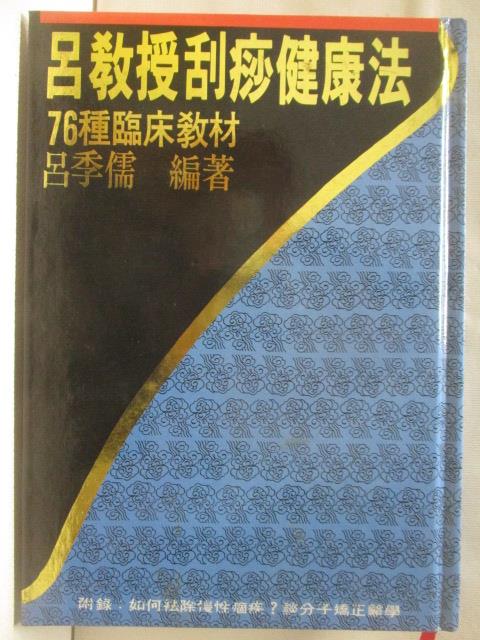 呂教授刮痧健康法
76種臨床教材
呂季儒 編著
附錄:如何祛除慢性痼疾?談分子矯正醫學